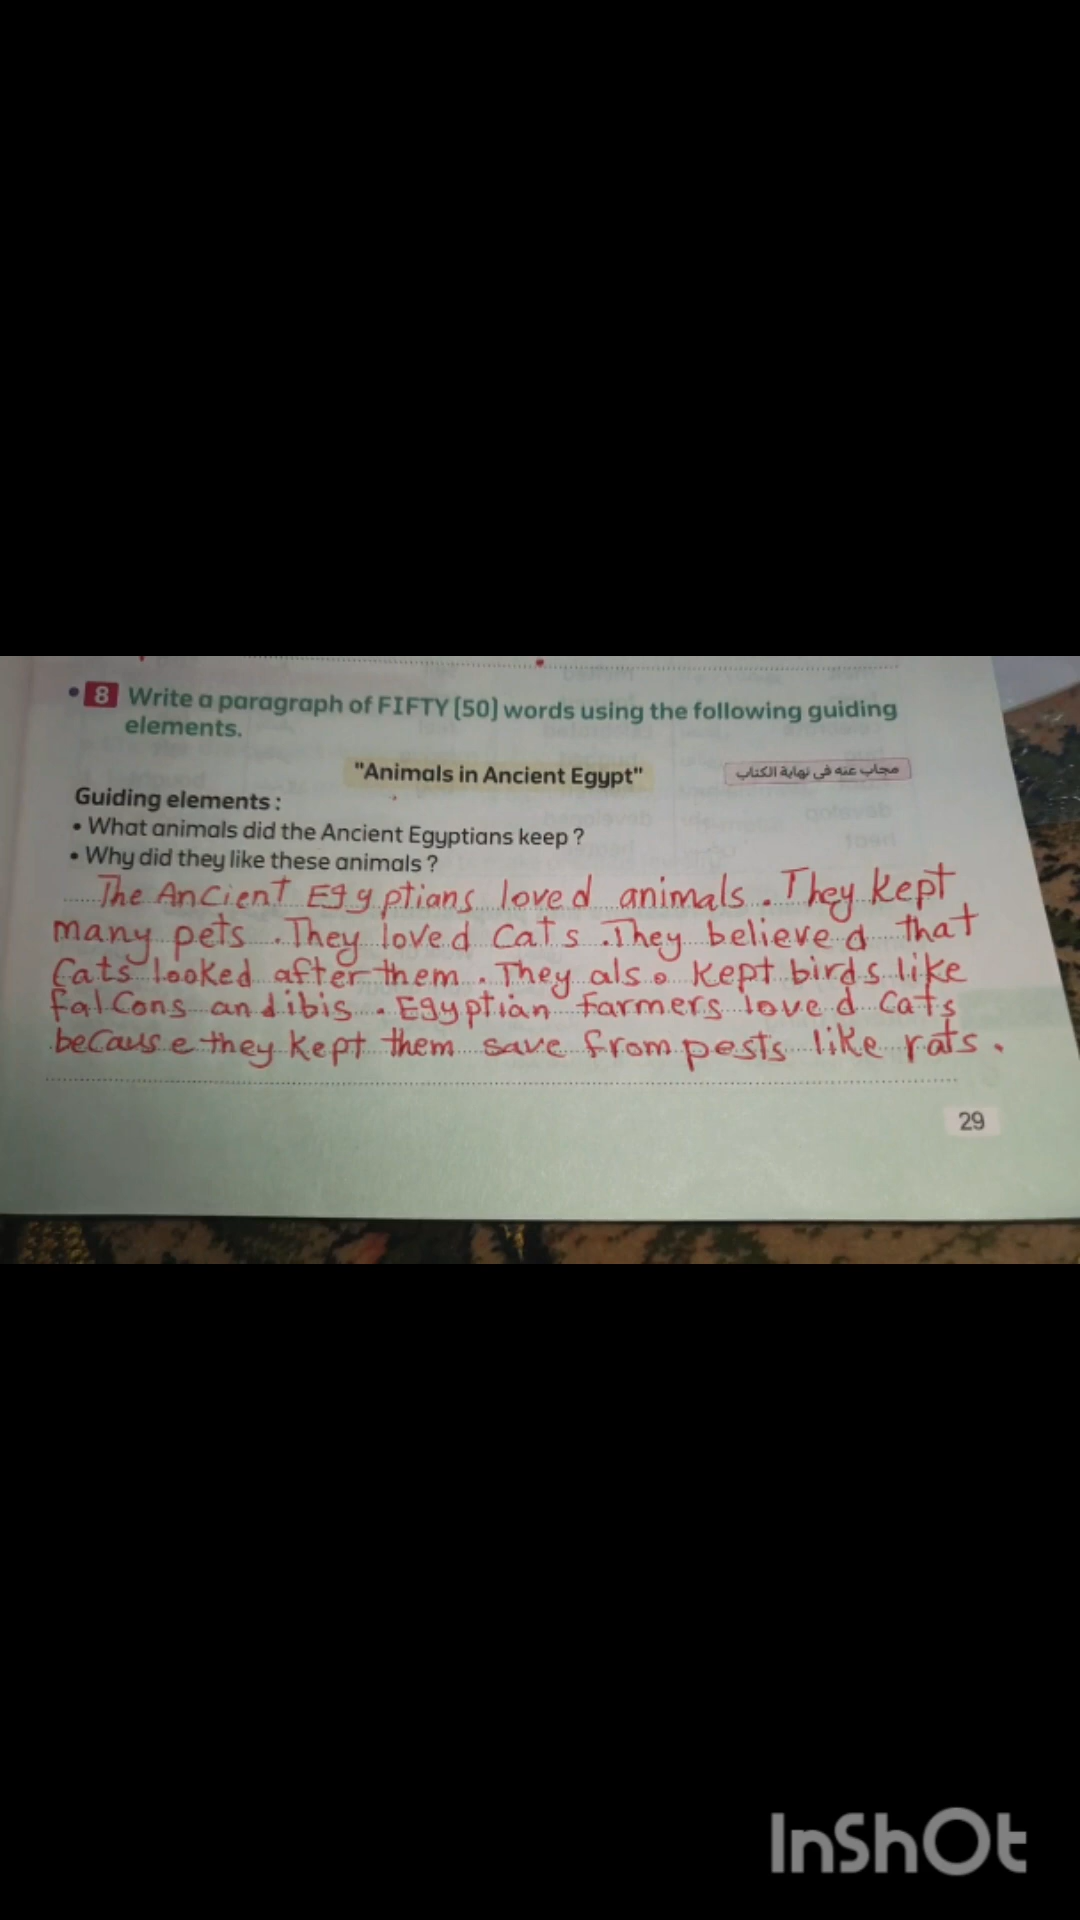 8 Write a paragraph of FIFTY (50) words using the following guiding
elements.
"Animals in Ancient Egypt"
مجاب عنه في نهاية الكتاب
Guiding elements :
• What animals did the Ancient Egyptians keep ?
• Why did they like these animals ?
The Ancient Egyptians loved animals. They kept
many pets. They loved Cats. They believed that
Cats looked after them. They also kept birds like
falcons and ibis. Egyptian farmers loved Cats
because they kept them save from pests like rats.
29
InShOt